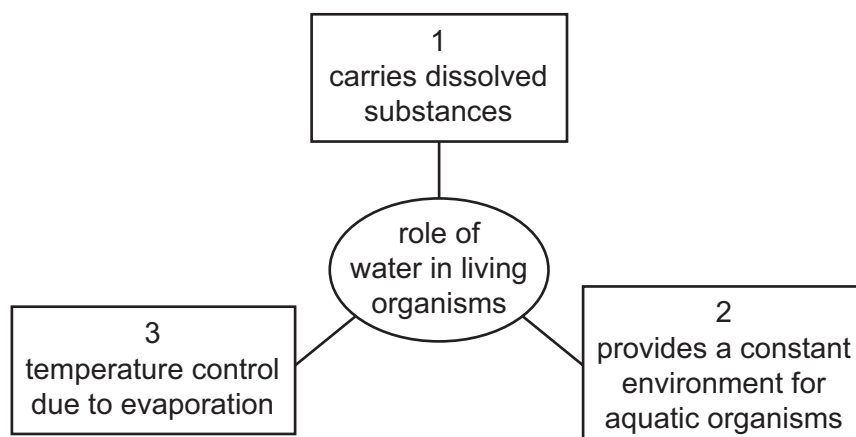 1
carries dissolved
substances
role of
water in living
organisms
3
temperature control
due to evaporation
2
provides a constant
environment for
aquatic organisms